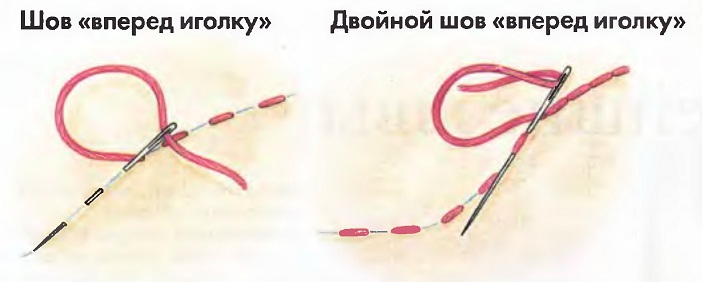 Шов «вперед иголку»
Двойной шов «вперед иголку»